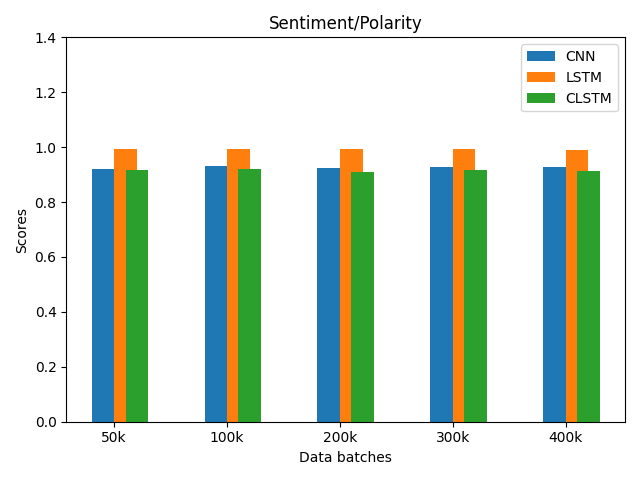 Sentiment/Polarity
1.4
1.2
1.0
0.8
0.6
0.4
0.2
0.0
Scores
CNN
LSTM
CLSTM
50k 100k 200k 300k 400k
Data batches